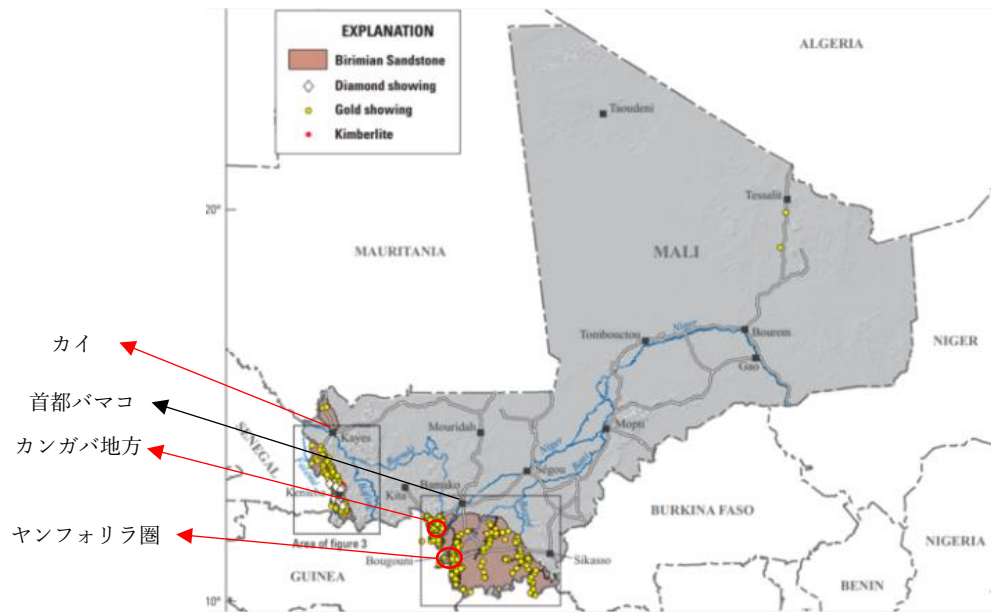 EXPLANATION
Birimian Sandstone
Diamond showing
Gold showing
Kimberlite
ALGERIA
Taoudeni
Tessalit
20°
MAURITANIA
MALI
Niger
Tombouctou
Bourem
Gao
NIGER
カイ
首都バマコ
カンガバ地方
ヤンフォリラ圏
SENEGAL
Kayes
Mouridah
Mopti
Niger
Bani
Ségou
Kita
Bamako
BURKINA FASO
NIGERIA
BENIN
Area of figure 3
GUINEA
Bougouni
Sikasso
10°